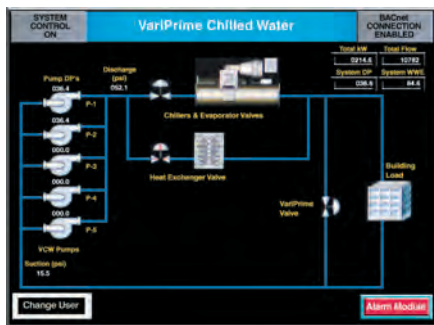 SYSTEM
CONTROL
ON
VariPrime Chilled Water
BACnet
CONNECTION
ENABLED
Total kW Total Flow
0214.6 10782
System DP System WWE
036.6 84.6
Pump DP's
036.4
P-1
036.4
P-2
000.0
P-3
000.0
P-4
000.0
P-5
VCW Pumps
Suction (psi)
15.5
Discharge
(psi)
052.1
Chillers & Evaporator Valves
Heat Exchenger Valve
VariPrime
Valve
Building
Load
Change User
Alarm Module